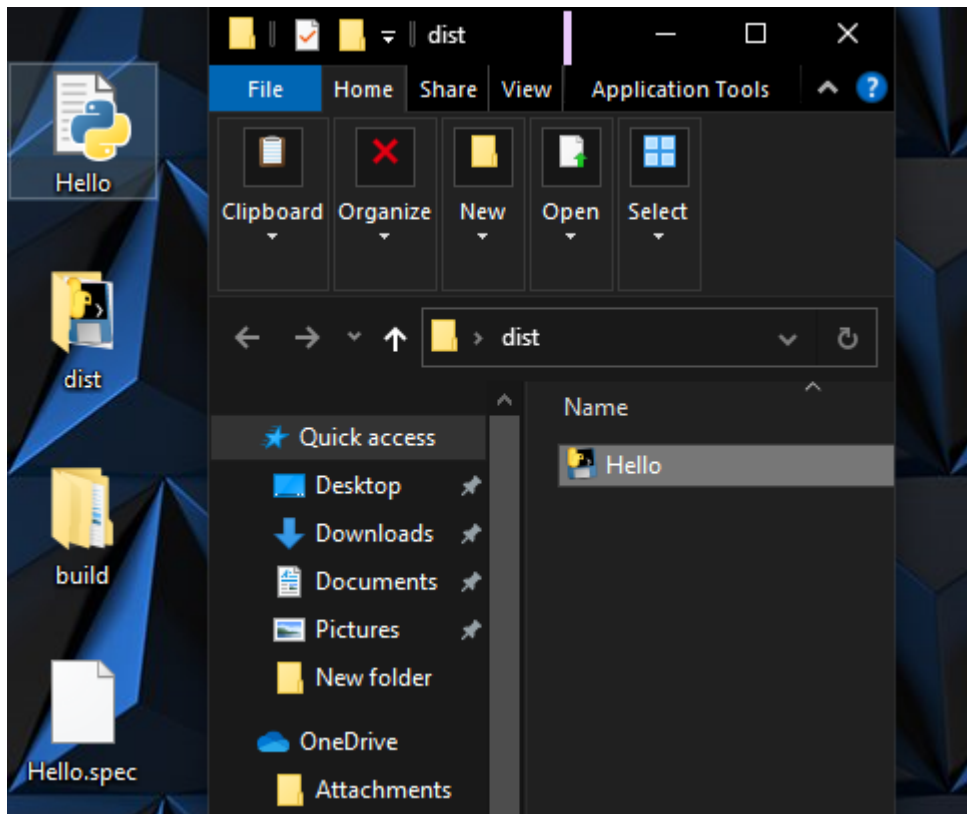 dist
File Home Share View Application Tools ?
Hello
Clipboard Organize New Open Select
dist
dist
Name
Quick access
Hello
Desktop
Downloads
build
Documents
Pictures
New folder
OneDrive
Hello.spec
Attachments